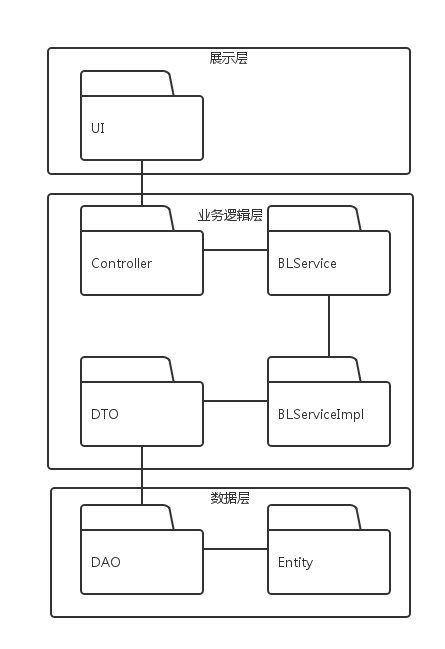 展示层
UI
业务逻辑层
Controller
BLService
DTO
BLServiceImpl
数据层
DAO
Entity